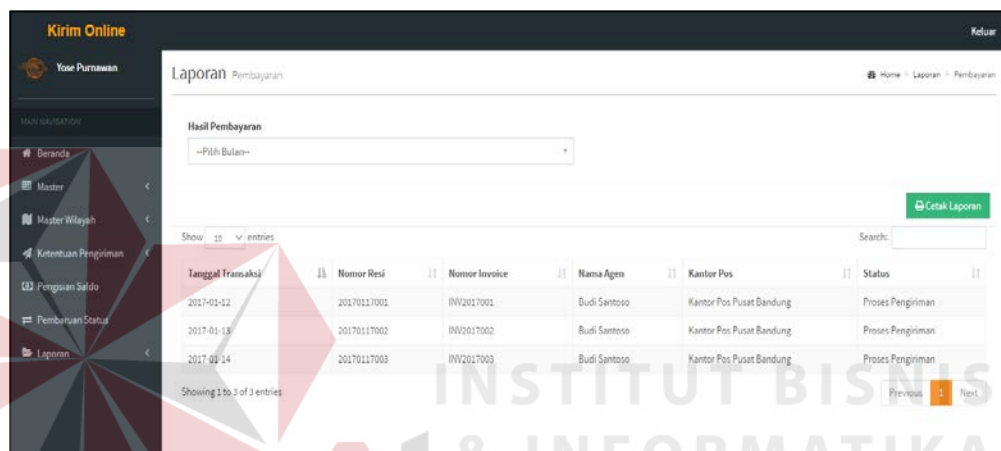 Kirim Online
Keluar
Yose Purnawan
Laporan Pembayaran
Home > Laporan > Pembayaran
MAIN NAVIGATION
Hasil Pembayaran
--Pilih Bulan--
Beranda
Master
Master Wilayah
Ketentuan Pengiriman
Pengisian Saldo
Pembaruan Status
Laporan
Cetak Laporan
Show 10 entries
Search:
Tanggal Transaksi Nomor Resi Nomor Invoice Nama Agen Kantor Pos Status
2017-01-12 20170117001 INV2017001 Budi Santoso Kantor Pos Pusat Bandung Proses Pengiriman
2017-01-13 20170117002 INV2017002 Budi Santoso Kantor Pos Pusat Bandung Proses Pengiriman
2017-01-14 20170117003 INV2017003 Budi Santoso Kantor Pos Pusat Bandung Proses Pengiriman
Showing 1 to 3 of 3 entries
Previous 1 Next
INSTITUT BISNIS
& INFORMATIKA